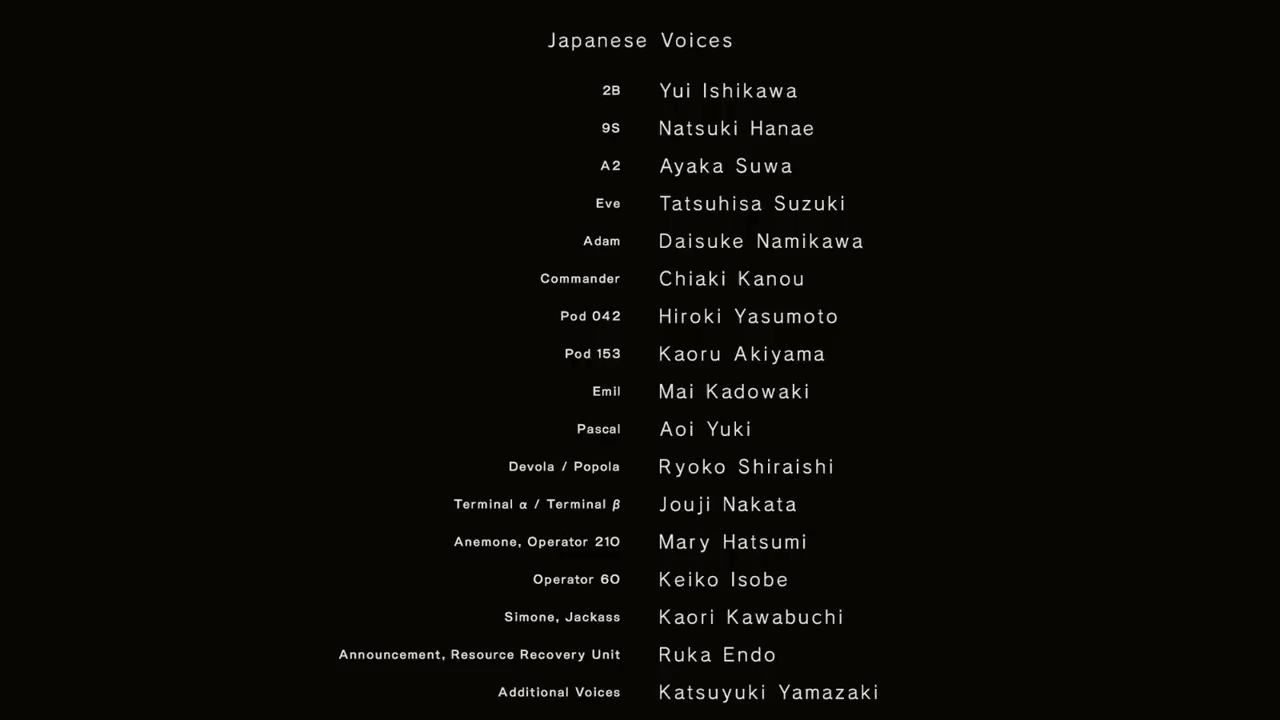 Japanese Voices
2B Yui Ishikawa
9S Natsuki Hanae
A2 Ayaka Suwa
Eve Tatsuhisa Suzuki
Adam Daisuke Namikawa
Commander Chiaki Kanou
Pod 042 Hiroki Yasumoto
Pod 153 Kaoru Akiyama
Emil Mai Kadowaki
Pascal Aoi Yuki
Devola / Popola Ryoko Shiraishi
Terminal α / Terminal β Jouji Nakata
Anemone, Operator 21O Mary Hatsumi
Operator 6O Keiko Isobe
Simone, Jackass Kaori Kawabuchi
Announcement, Resource Recovery Unit Ruka Endo
Additional Voices Katsuyuki Yamazaki